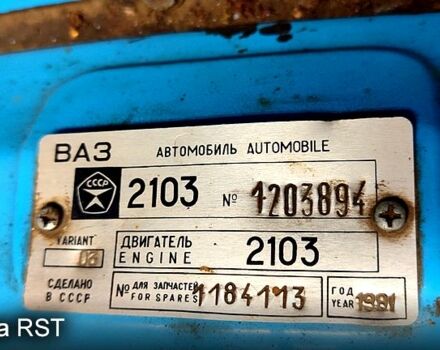 ВАЗ АВТОМОБИЛЬ AUTOMOBILE
СССР
2103 № 1203894
VARIANT
03
ДВИГАТЕЛЬ
ENGINE
2103
СДЕЛАНО
В СССР
№ ДЛЯ ЗАПЧАСТЕЙ
FOR SPARES
1184113
ГОД
YEAR
1981
a RST